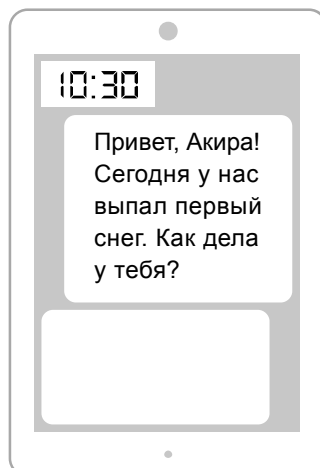 10:30
Привет, Акира!
Сегодня у нас
выпал первый
снег. Как дела
у тебя?